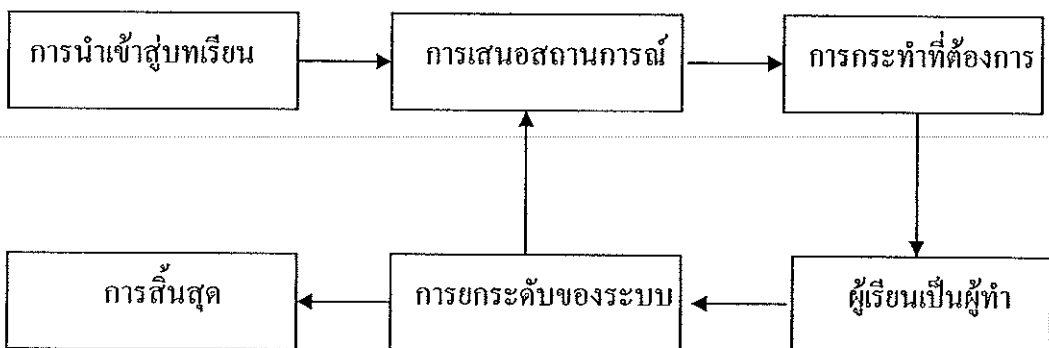 การนำเข้าสู่บทเรียน
การเสนอสถานการณ์
การกระทำที่ต้องการ
การสิ้นสุด
การยกระดับของระบบ
ผู้เรียนเป็นผู้ทำ